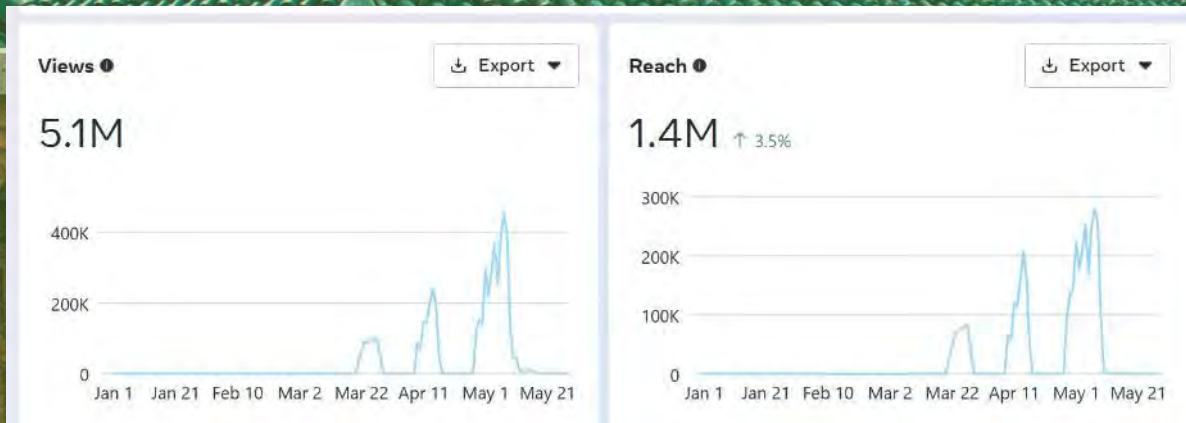 Views
Export
5.1M
400K
200K
0
Jan 1 Jan 21 Feb 10 Mar 2 Mar 22 Apr 11 May 1 May 21
Reach
Export
1.4M ↑ 3.5%
300K
200K
100K
0
Jan 1 Jan 21 Feb 10 Mar 2 Mar 22 Apr 11 May 1 May 21